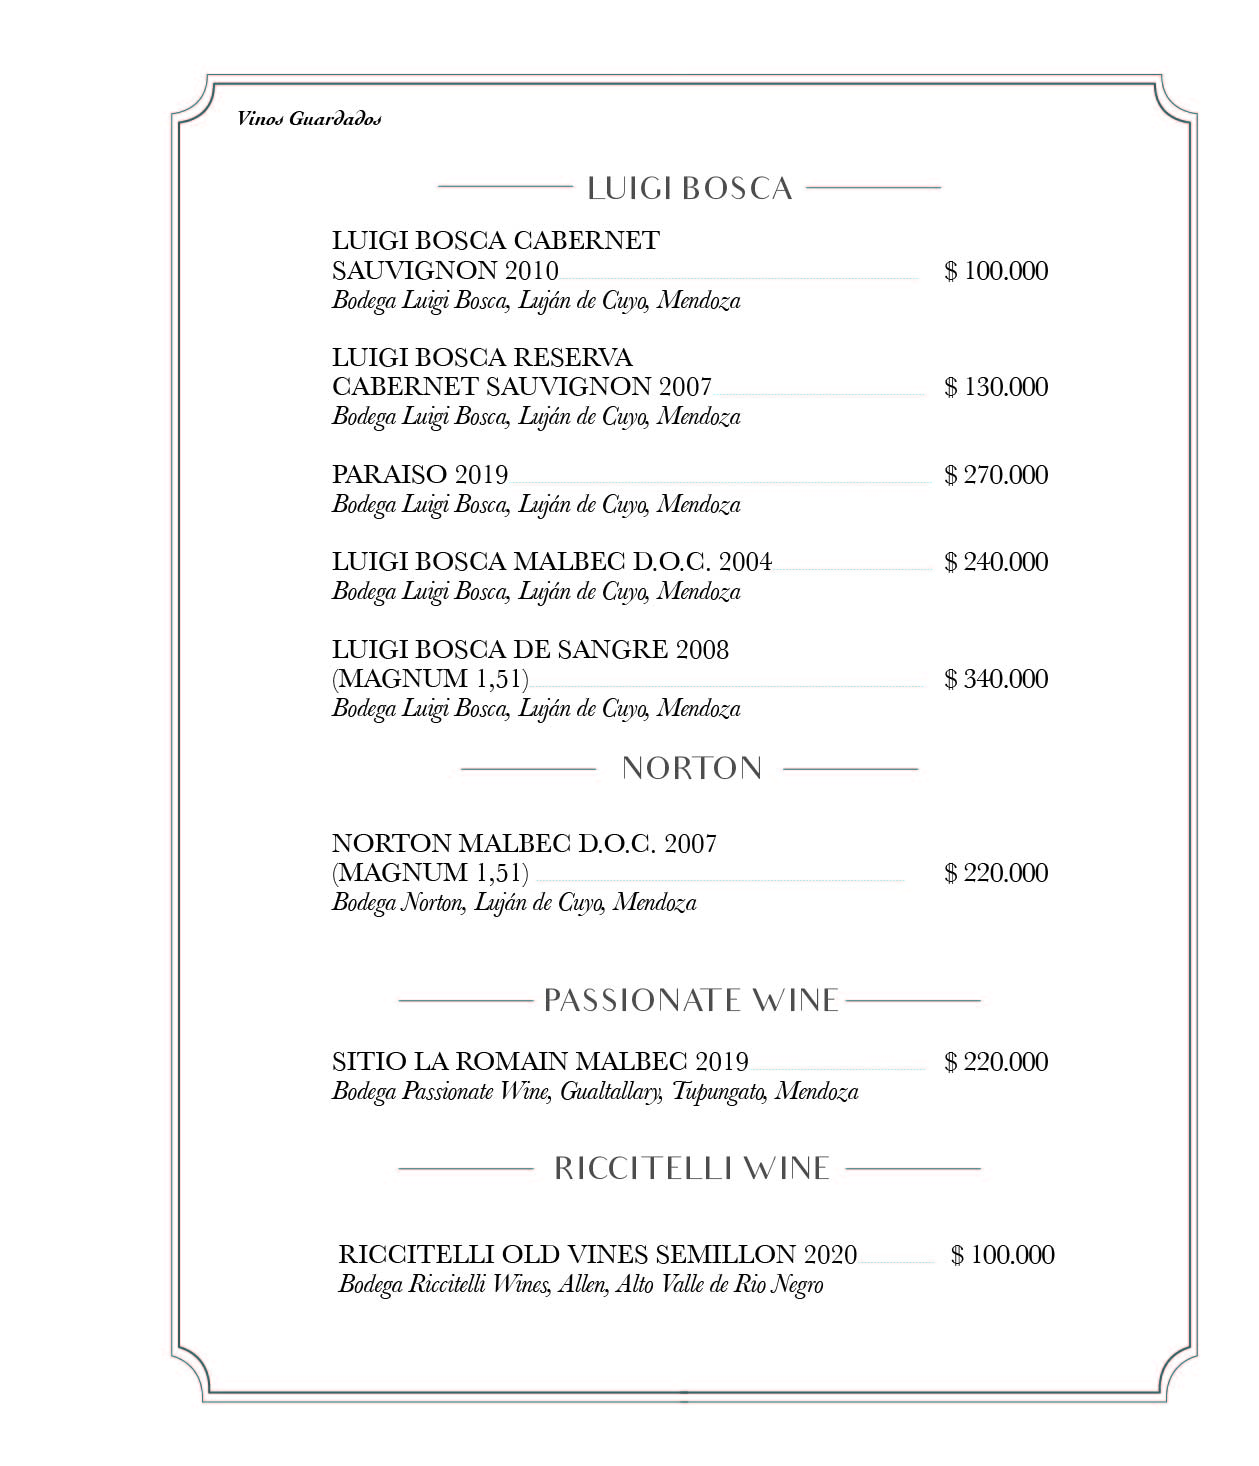 Vinos Guardados
LUIGI BOSCA
LUIGI BOSCA CABERNET
SAUVIGNON 2010 $ 100.000
Bodega Luigi Bosca, Luján de Cuyo, Mendoza
LUIGI BOSCA RESERVA
CABERNET SAUVIGNON 2007 $ 130.000
Bodega Luigi Bosca, Luján de Cuyo, Mendoza
PARAISO 2019 $ 270.000
Bodega Luigi Bosca, Luján de Cuyo, Mendoza
LUIGI BOSCA MALBEC D.O.C. 2004 $ 240.000
Bodega Luigi Bosca, Luján de Cuyo, Mendoza
LUIGI BOSCA DE SANGRE 2008
(MAGNUM 1,51) $ 340.000
Bodega Luigi Bosca, Luján de Cuyo, Mendoza
NORTON
NORTON MALBEC D.O.C. 2007
(MAGNUM 1,51) $ 220.000
Bodega Norton, Luján de Cuyo, Mendoza
PASSIONATE WINE
SITIO LA ROMAIN MALBEC 2019 $ 220.000
Bodega Passionate Wine, Gualtallary, Tupungato, Mendoza
RICCITELLI WINE
RICCITELLI OLD VINES SEMILLON 2020 $ 100.000
Bodega Riccitelli Wines, Allen, Alto Valle de Rio Negro